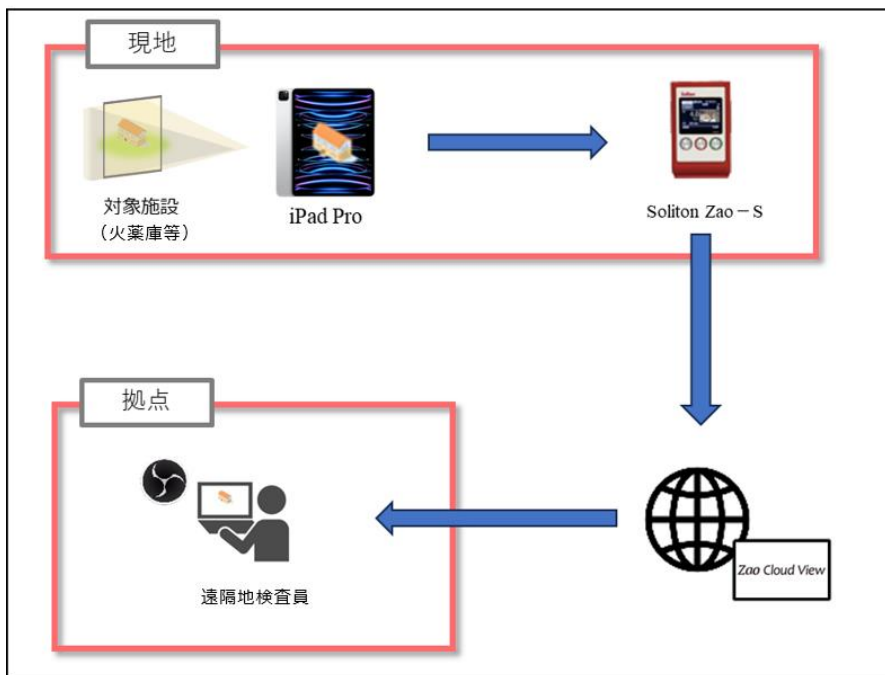 現地
対象施設
（火薬庫等）
iPad Pro
Soliton Zao－S
拠点
遠隔地検査員
Zao Cloud View